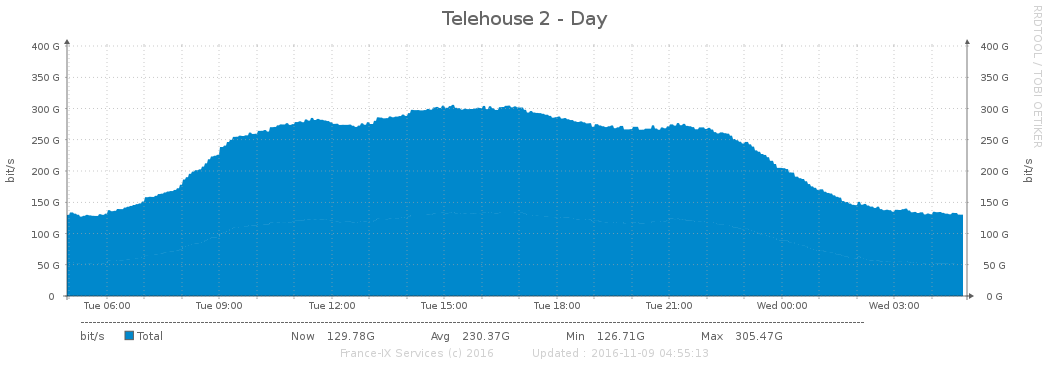 Telehouse 2 - Day
RRDTOOL / TOBI OETIKER
400 G 400 G
350 G 350 G
300 G 300 G
250 G 250 G
200 G 200 G
150 G 150 G
100 G 100 G
50 G 50 G
0 0 G
bit/s bit/s
Tue 06:00 Tue 09:00 Tue 12:00 Tue 15:00 Tue 18:00 Tue 21:00 Wed 00:00 Wed 03:00
bit/s Total Now 129.78G Avg 230.37G Min 126.71G Max 305.47G
France-IX Services (c) 2016 Updated : 2016-11-09 04:55:13